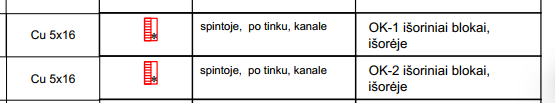 Cu 5x16 spintoje, po tinku, kanale OK-1 išoriniai blokai,
išorėje
Cu 5x16 spintoje, po tinku, kanale OK-2 išoriniai blokai,
išorėje